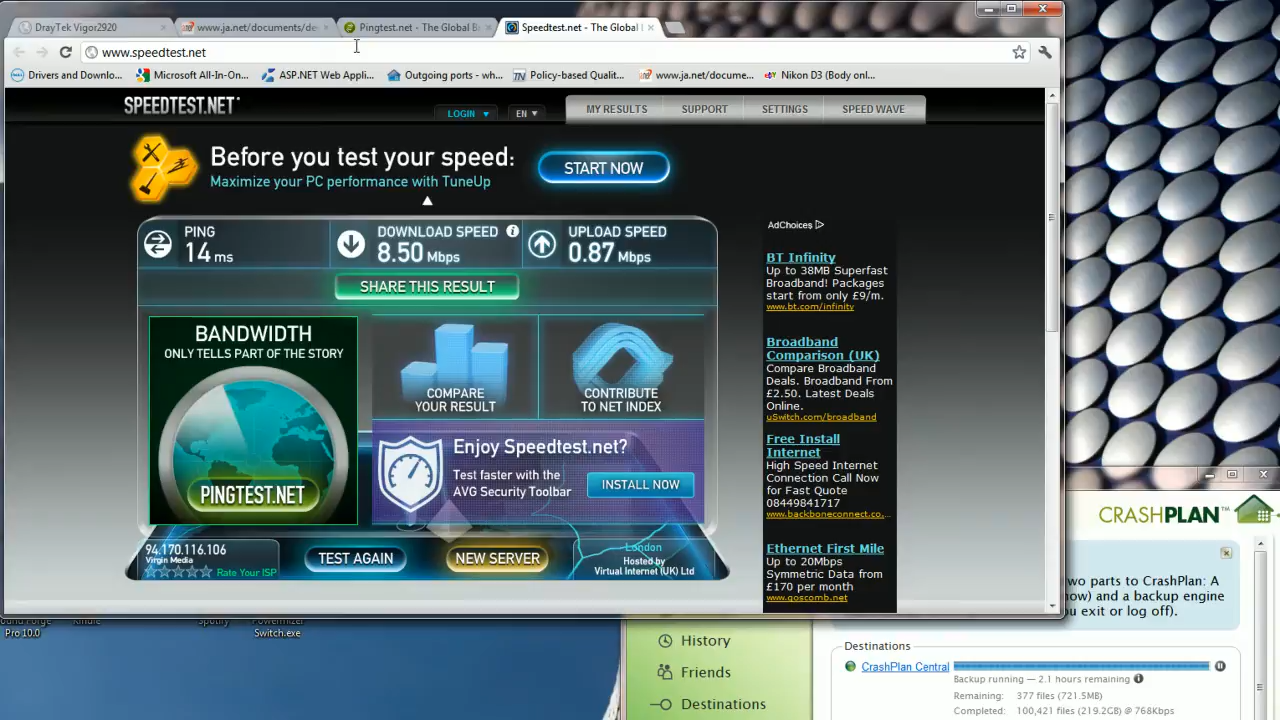 DrayTek Vigor2920
www.ja.net/documents/de
Pingtest.net - The Global B
Speedtest.net - The Global
www.speedtest.net
Drivers and Downlo...
Microsoft All-In-On...
ASP.NET Web Appli...
Outgoing ports - wh...
Policy-based Qualit...
www.ja.net/docume...
Nikon D3 (Body onl...
SPEEDTEST.NET
LOGIN
EN
MY RESULTS
SUPPORT
SETTINGS
SPEED WAVE
Before you test your speed:
Maximize your PC performance with TuneUp
START NOW
PING
14 ms
DOWNLOAD SPEED
8.50 Mbps
UPLOAD SPEED
0.87 Mbps
SHARE THIS RESULT
BANDWIDTH
ONLY TELLS PART OF THE STORY
PINGTEST.NET
COMPARE
YOUR RESULT
CONTRIBUTE
TO NET INDEX
Enjoy Speedtest.net?
Test faster with the
AVG Security Toolbar
INSTALL NOW
94.170.116.106
Virgin Media
Rate Your ISP
TEST AGAIN
NEW SERVER
London
Hosted by
Virtual Internet (UK) Ltd
AdChoices
BT Infinity
Up to 38MB Superfast
Broadband! Packages
start from only £9/m.
www.bt.com/infinity
Broadband
Comparison (UK)
Compare Broadband
Deals. Broadband From
£2.50. Latest Deals
Online.
uSwitch.com/broadband
Free Install
Internet
High Speed Internet
Connection Call Now
for Fast Quote
08449841717
www.backboneconnect.co...
Ethernet First Mile
Up to 20Mbps
Symmetric Data from
£170 per month
www.goscomb.net
CRASHPLAN™
wo parts to CrashPlan: A
now) and a backup engine
ou exit or log off).
ound Forge
Pro 10.0
Kindle
Spotify
Powermizer
Switch.exe
History
Friends
Destinations
Destinations
CrashPlan Central
Backup running — 2.1 hours remaining
Remaining: 377 files (721.5MB)
Completed: 100,421 files (219.2GB) @ 768Kbps